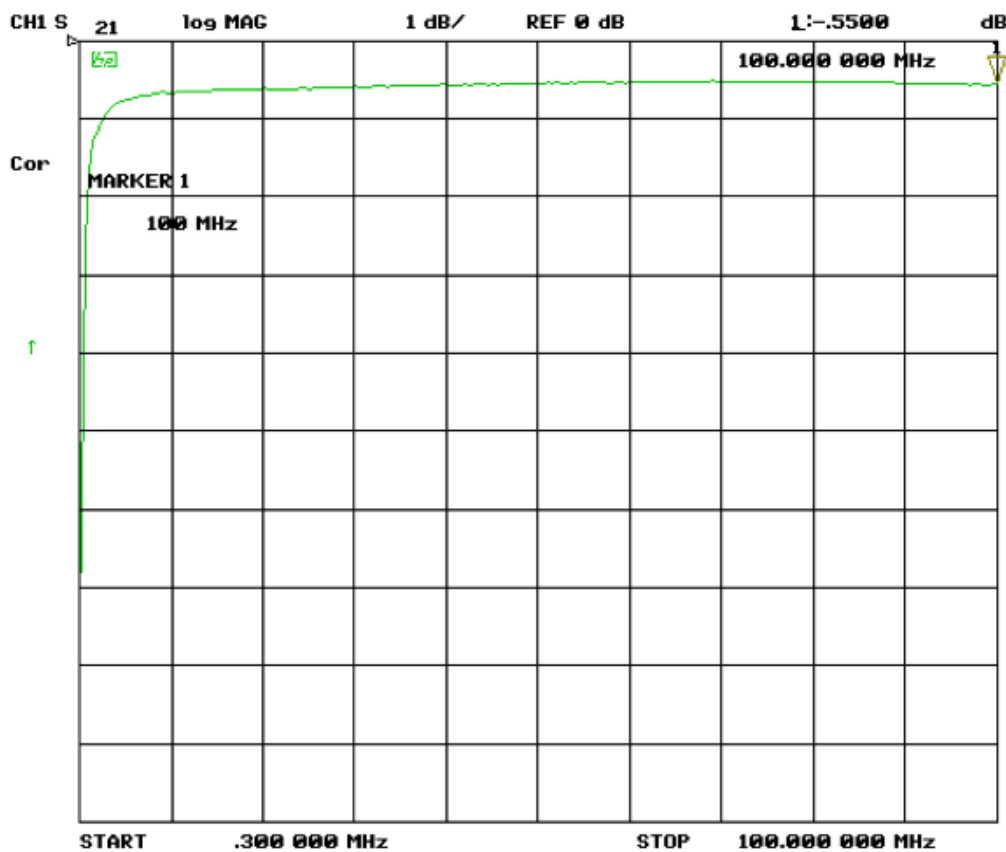 CH1 S 21 log MAG 1 dB/ REF 0 dB 1:-.5500 dB
hp 100.000 000 MHz 1
Cor
MARKER 1
100 MHz
↑
START .300 000 MHz STOP 100.000 000 MHz